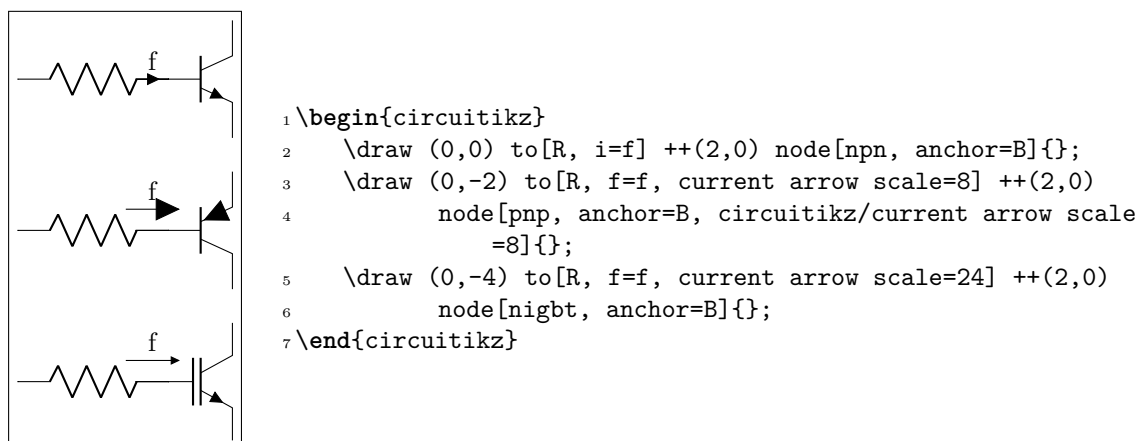 f
f
f
1 \begin{circuitikz}
2 \draw (0,0) to[R, i=f] ++(2,0) node[npn, anchor=B]{};
3 \draw (0,-2) to[R, f=f, current arrow scale=8] ++(2,0)
4 node[pnp, anchor=B, circuitikz/current arrow scale
=8]{};
5 \draw (0,-4) to[R, f=f, current arrow scale=24] ++(2,0)
6 node[nigbt, anchor=B]{};
7 \end{circuitikz}